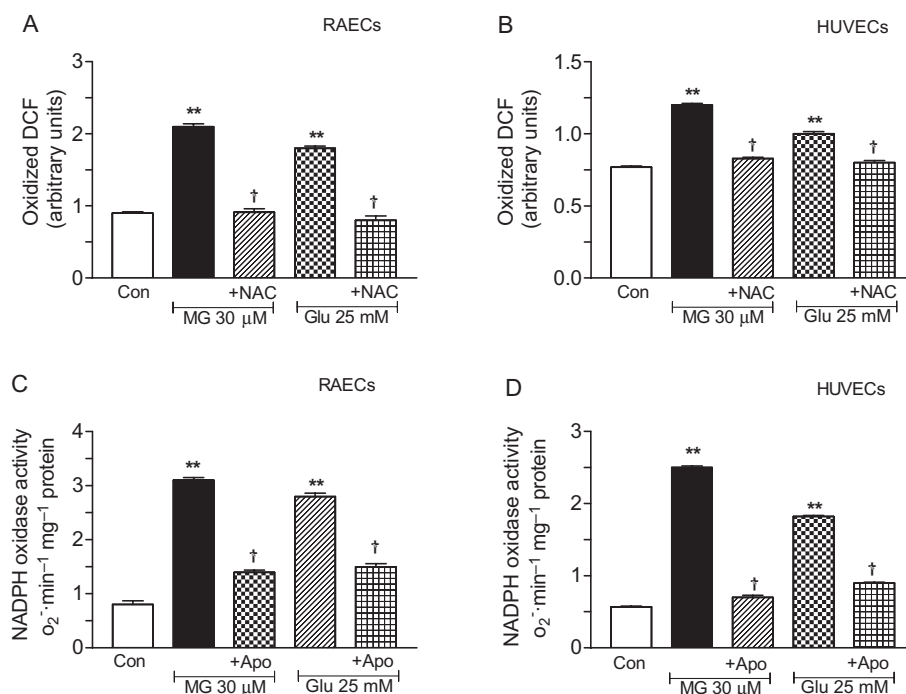 A
RAECs
Oxidized DCF
(arbitrary units)
3
2
1
0
**
†
**
†
Con
+NAC
+NAC
MG 30 μM
Glu 25 mM
B
HUVECs
Oxidized DCF
(arbitrary units)
1.5
1.0
0.5
0.0
**
†
**
†
Con
+NAC
+NAC
MG 30 μM
Glu 25 mM
C
RAECs
NADPH oxidase activity
o₂⁻·min⁻¹ mg⁻¹ protein
4
3
2
1
0
**
†
**
†
Con
+Apo
+Apo
MG 30 μM
Glu 25 mM
D
HUVECs
NADPH oxidase activity
o₂⁻·min⁻¹ mg⁻¹ protein
3
2
1
0
**
†
**
†
Con
+Apo
+Apo
MG 30 μM
Glu 25 mM